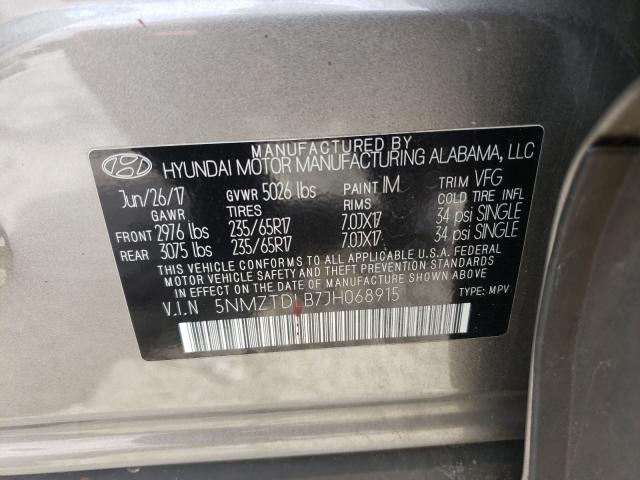 MANUFACTURED BY
HYUNDAI MOTOR MANUFACTURING ALABAMA, LLC
Jun/26/17 GVWR 5026 lbs PAINT IM TRIM VFG
GAWR TIRES RIMS COLD TIRE INFL
FRONT 2976 lbs 235/65R17 7.0JX17 34 psi SINGLE
REAR 3075 lbs 235/65R17 7.0JX17 34 psi SINGLE
THIS VEHICLE CONFORMS TO ALL APPLICABLE U.S.A. FEDERAL
MOTOR VEHICLE SAFETY, BUMPER, AND THEFT PREVENTION
STANDARDS IN EFFECT ON THE DATE OF MANUFACTURE SHOWN ABOVE.
V.I.N 5NMZTDLB7JH068915 TYPE: MPV